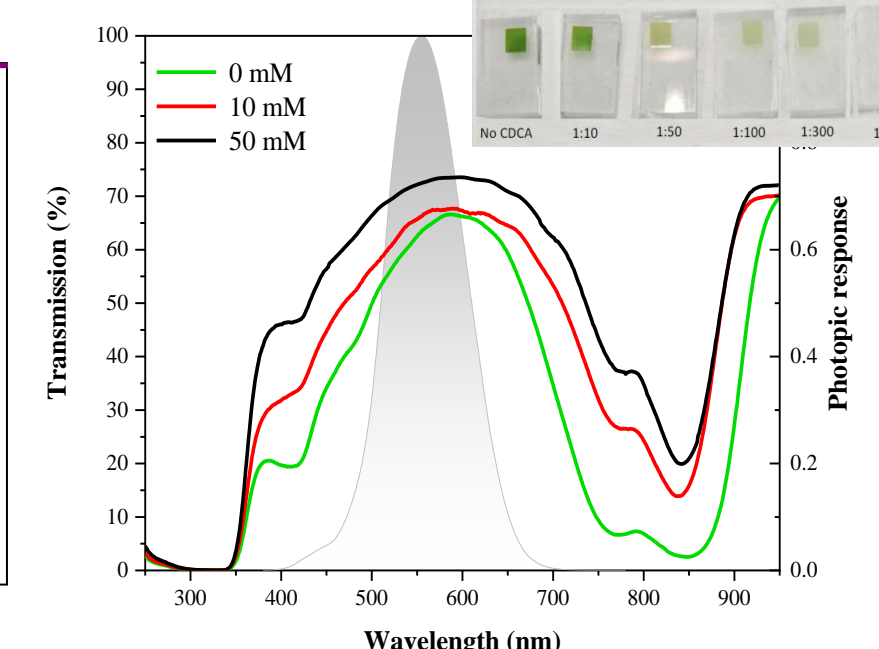 No CDCA 1:10 1:50 1:100 1:300
0 mM
10 mM
50 mM
Transmission (%)
100
90
80
70
60
50
40
30
20
10
0
300 400 500 600 700 800 900
Wavelength (nm)
0.6
0.4
0.2
0.0
Photopic response